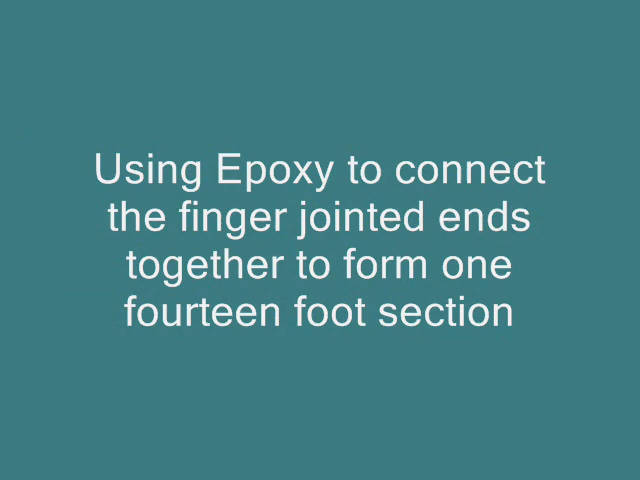 Using Epoxy to connect
the finger jointed ends
together to form one
fourteen foot section